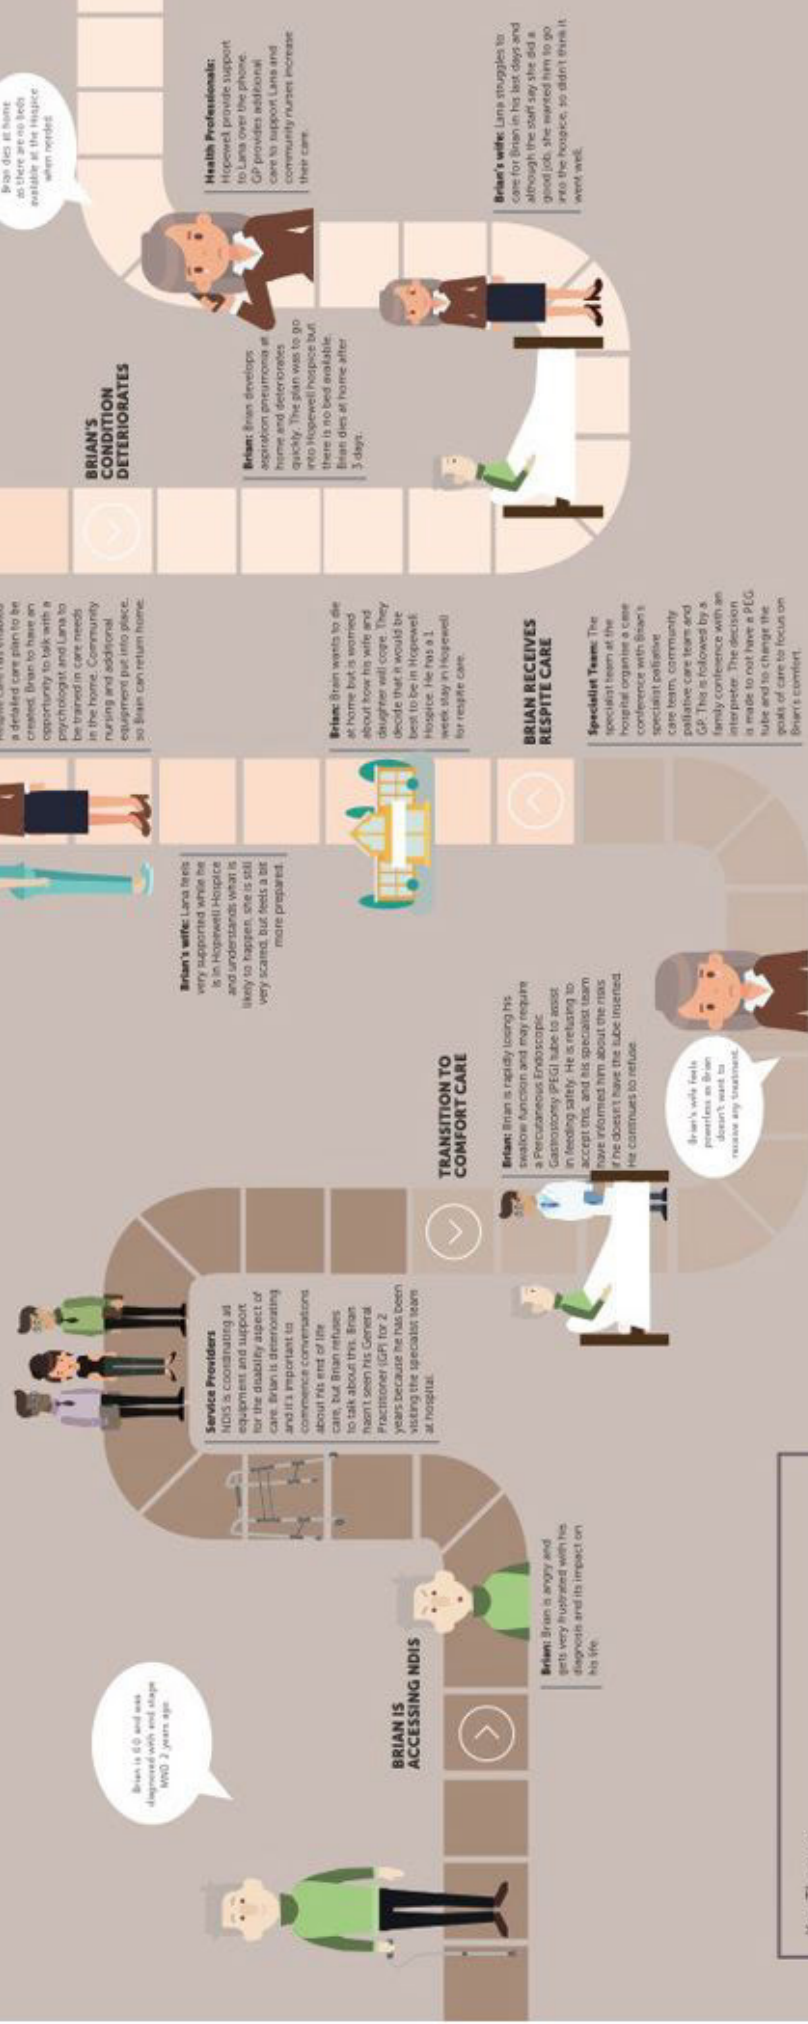 Brian is 60 and was
diagnosed with end stage
MND 2 years ago
BRIAN IS
ACCESSING NDIS
Brian: Brian is angry and
gets very frustrated with his
diagnosis and its impact on
his life.
Service Providers
NDIS is coordinating all
equipment and support
for the disability aspect of
care. Brian is deteriorating
and it's important to
commence conversations
about his end of life
care, but Brian refuses
to talk about this. Brian
hasn't seen his General
Practitioner (GP) for 2
years because he has been
visiting the specialist team
at hospital.
TRANSITION TO
COMFORT CARE
Brian: Brian is rapidly losing his
swallow function and may require
a Percutaneous Endoscopic
Gastrostomy (PEG) tube to assist
in feeding safely. He is refusing to
accept this, and his specialist team
have informed him about the risks
if he doesn't have the tube inserted.
He continues to refuse.
Brian's wife feels
powerless as Brian
doesn't want to
receive any treatment.
Specialist Team: The
specialist team at the
hospital organise a case
conference with Brian's
specialist palliative
care team, community
palliative care team and
GP. This is followed by a
family conference with an
interpreter. The decision
is made to not have a PEG
tube and to change the
goals of care to focus on
Brian's comfort.
BRIAN RECEIVES
RESPITE CARE
Brian: Brian wants to die
at home but is worried
about how his wife and
daughter will cope. They
decide that it would be
best to be in Hopewell
Hospice. He has a 1
week stay in Hopewell
for respite care.
Brian's wife: Lana feels
very supported while he
is in Hopewell Hospice
and understands what is
likely to happen, she is still
very scared, but feels a bit
more prepared.
a detailed care plan to be
created, Brian to have an
opportunity to talk with a
psychologist and Lana to
be trained in care needs
in the home. Community
nursing and additional
equipment put into place,
so Brain can return home.
BRIAN'S
CONDITION
DETERIORATES
Brian: Brian develops
aspiration pneumonia at
home and deteriorates
quickly. The plan was to go
into Hopewell hospice but
there is no bed available.
Brian dies at home after
3 days.
Brian's wife: Lana struggles to
care for Brian in his last days and
although the staff say she did a
good job, she wanted him to go
into the hospice, so didn't think it
went well.
Health Professionals:
Hopewell provide support
to Lana over the phone.
GP provides additional
care to support Lana and
community nurses increase
their care.
Brian dies at home
as there are no beds
available at the Hospice
when needed